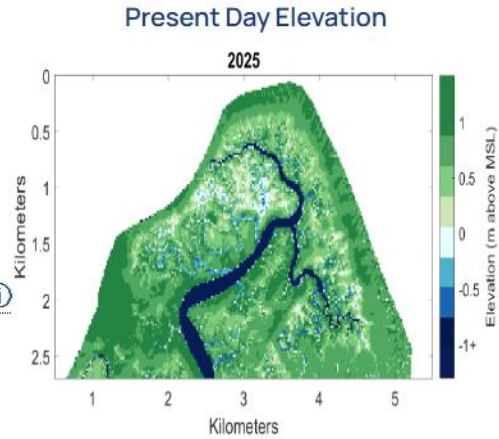 Present Day Elevation
2025
0
0.5
1
1.5
2
2.5
Kilometers
1 2 3 4 5
Kilometers
1
0.5
0
-0.5
-1+
Elevation (m above MSL)
i